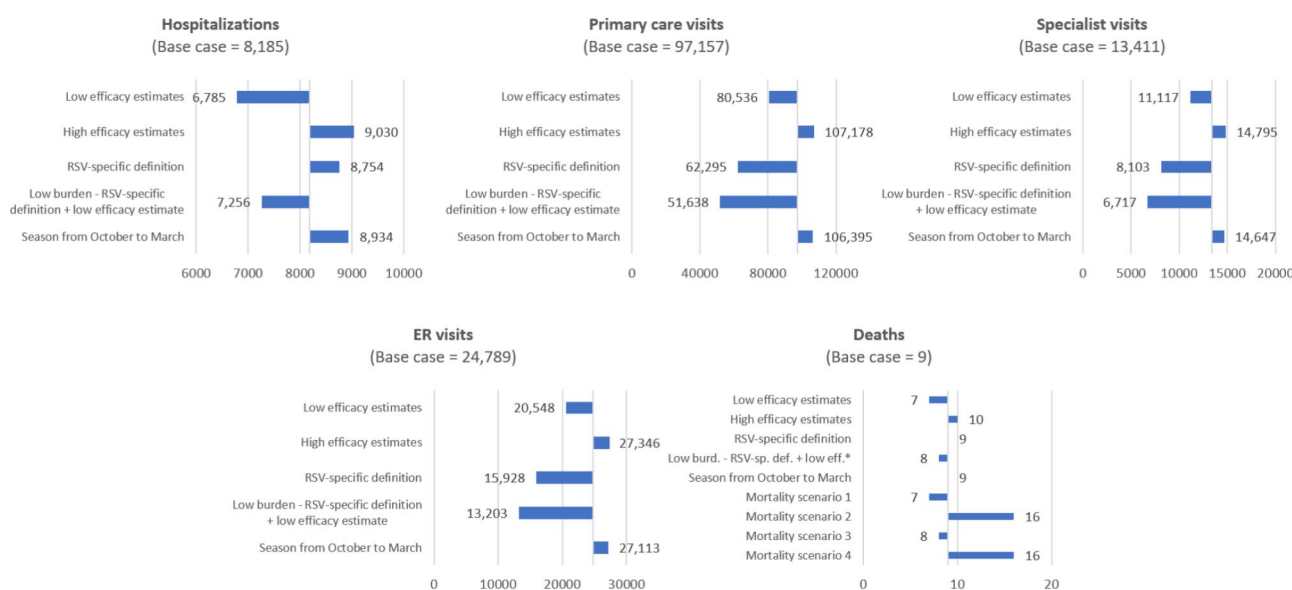 Hospitalizations
(Base case = 8,185)
6000 7000 8000 9000 10000
Low efficacy estimates 6,785
High efficacy estimates 9,030
RSV-specific definition 8,754
Low burden - RSV-specific
definition + low efficacy estimate 7,256
Season from October to March 8,934
Primary care visits
(Base case = 97,157)
0 40000 80000 120000
Low efficacy estimates 80,536
High efficacy estimates 107,178
RSV-specific definition 62,295
Low burden - RSV-specific
definition + low efficacy estimate 51,638
Season from October to March 106,395
Specialist visits
(Base case = 13,411)
Low efficacy estimates 11,117
High efficacy estimates 14,795
RSV-specific definition 8,103
Low burden - RSV-specific definition
+ low efficacy estimate 6,717
Season from October to March 14,647
0 5000 10000 15000 20000
ER visits
(Base case = 24,789)
Low efficacy estimates 20,548
High efficacy estimates 27,346
RSV-specific definition 15,928
Low burden - RSV-specific definition
+ low efficacy estimate 13,203
Season from October to March 27,113
0 10000 20000 30000
Deaths
(Base case = 9)
Low efficacy estimates 7
High efficacy estimates 10
RSV-specific definition 9
Low burd. - RSV-sp. def. + low eff.* 8
Season from October to March 9
Mortality scenario 1 7
Mortality scenario 2 16
Mortality scenario 3 8
Mortality scenario 4 16
0 10 20